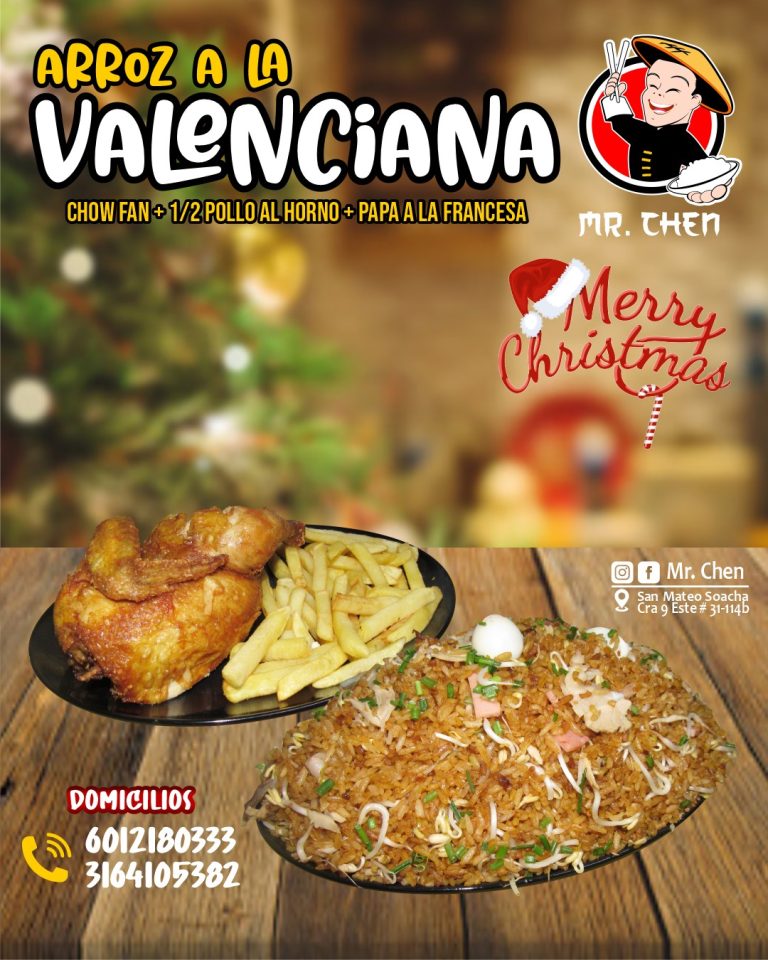 ARROZ A LA
VALENCIANA
CHOW FAN + 1/2 POLLO AL HORNO + PAPA A LA FRANCESA
MR. CHEN
Merry
Christmas
Mr. Chen
San Mateo Soacha
Cra 9 Este # 31-114b
DOMICILIOS
6012180333
3164105382